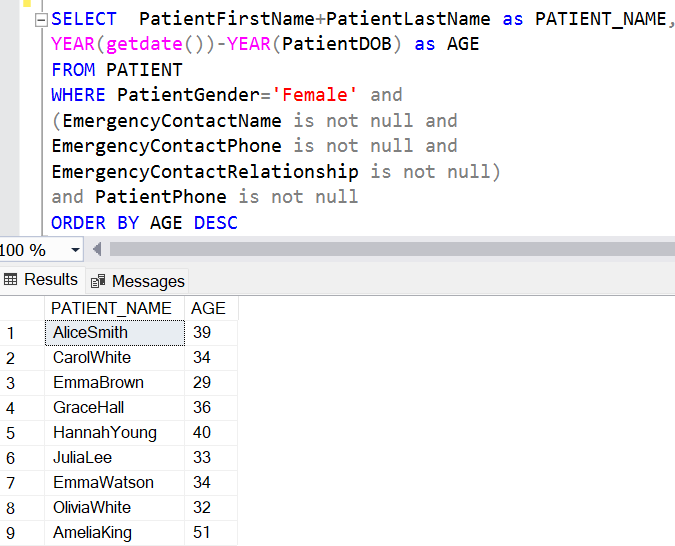 SELECT  PatientFirstName+PatientLastName as PATIENT_NAME,
YEAR(getdate())-YEAR(PatientDOB) as AGE
FROM PATIENT
WHERE PatientGender='Female' and
(EmergencyContactName is not null and
EmergencyContactPhone is not null and
EmergencyContactRelationship is not null)
and PatientPhone is not null
ORDER BY AGE DESC
100 %
Results Messages
PATIENT_NAME AGE
1 AliceSmith 39
2 CarolWhite 34
3 EmmaBrown 29
4 GraceHall 36
5 HannahYoung 40
6 JuliaLee 33
7 EmmaWatson 34
8 OliviaWhite 32
9 AmeliaKing 51